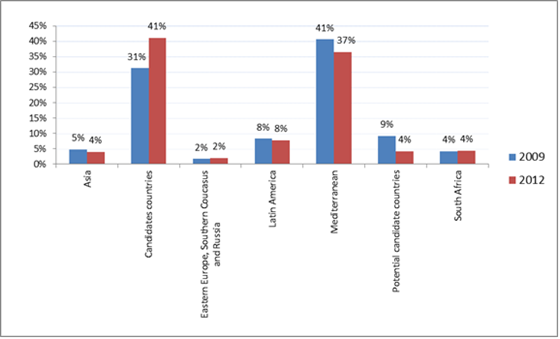 45%
40%
35%
30%
25%
20%
15%
10%
5%
0%
5% 4%
31% 41%
2% 2%
8% 8%
41% 37%
9% 4%
4% 4%
Asia
Candidates countries
Eastern Europe, Southern Coucasus
and Russia
Latin America
Mediterranean
Potential candidate countries
South Africa
2009
2012